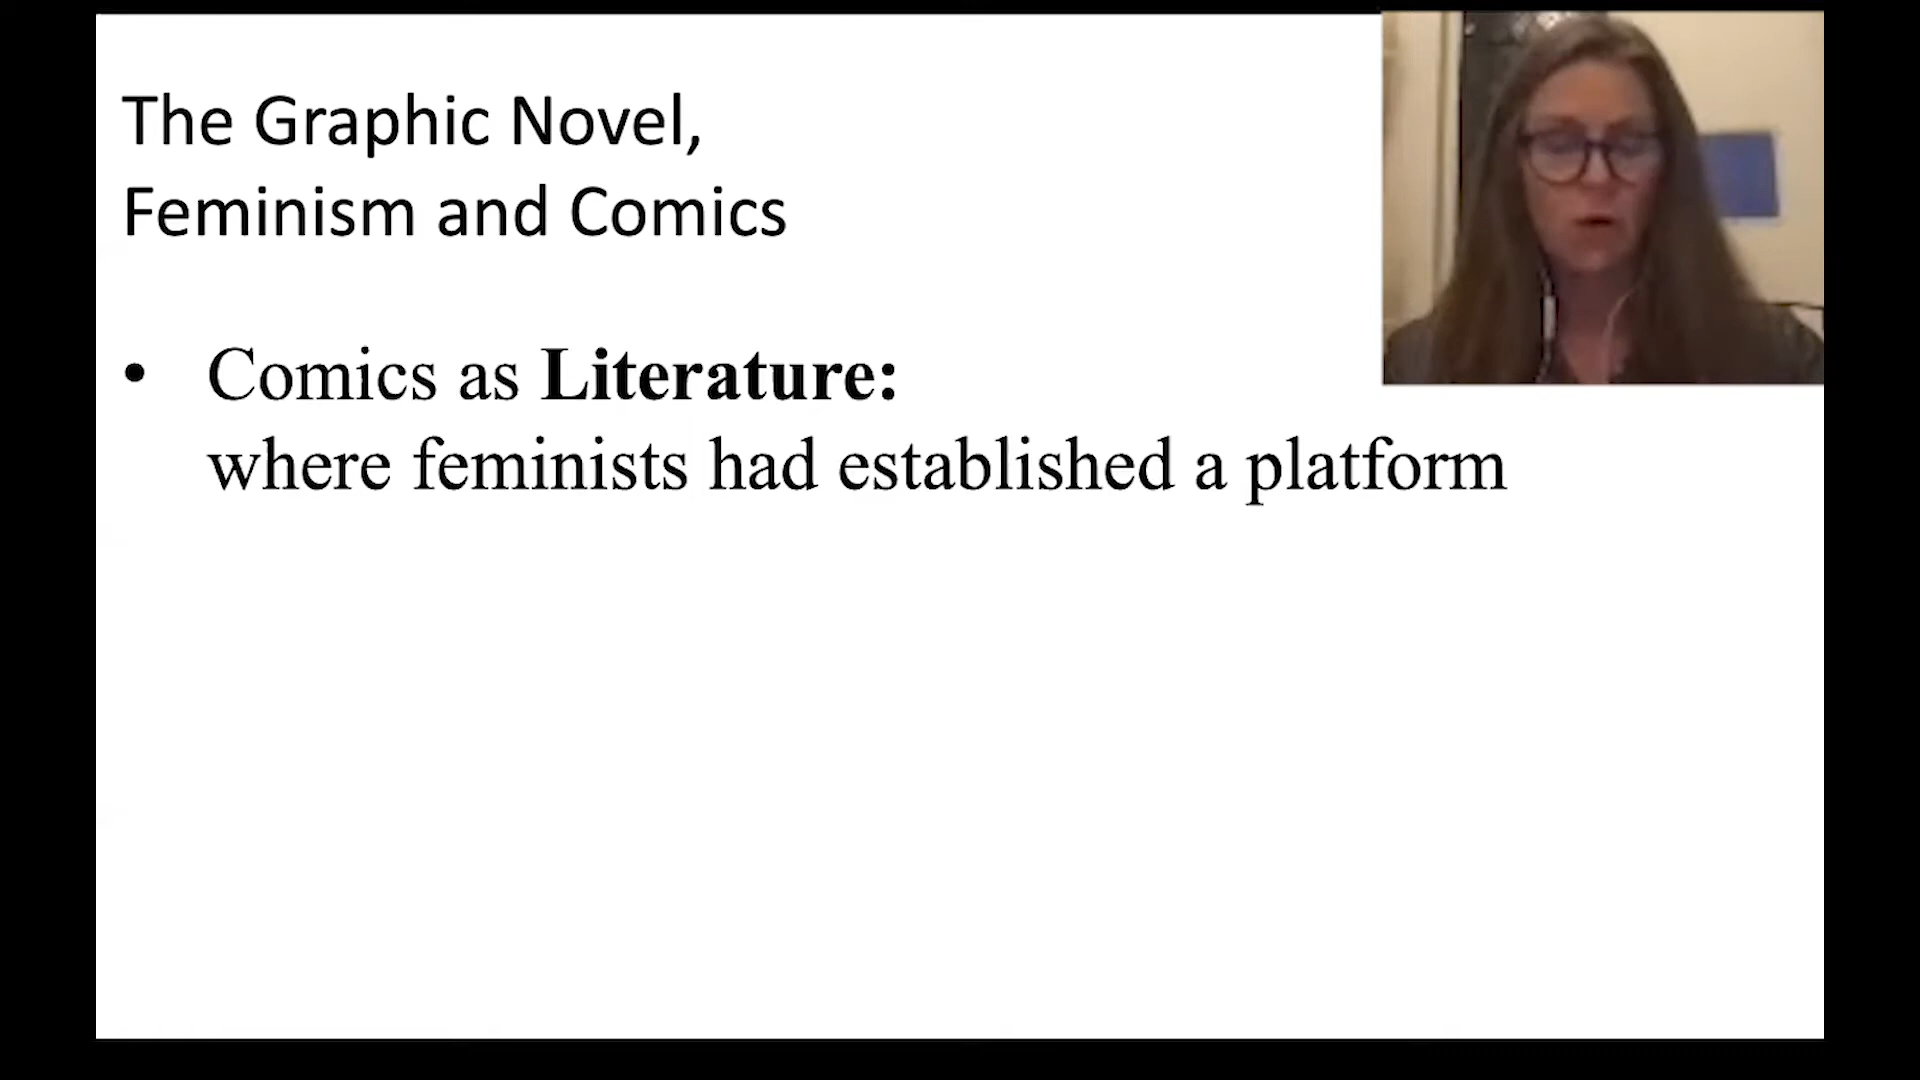 The Graphic Novel,
Feminism and Comics
• Comics as Literature:
where feminists had established a platform